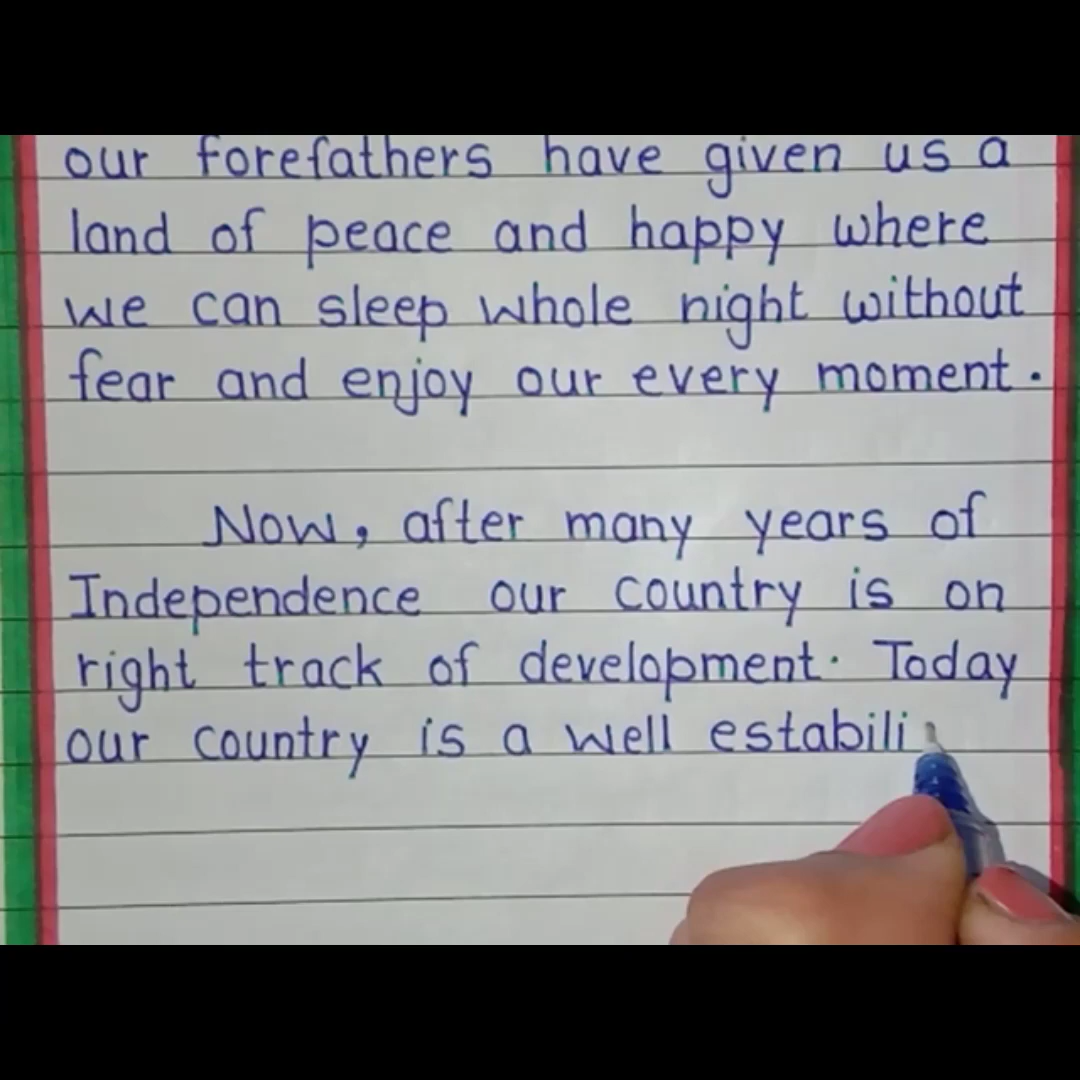 our forefathers have given us a
land of peace and happy where
we can sleep whole night without
fear and enjoy our every moment.
Now, after many years of
Independence our country is on
right track of development. Today
our country is a well estabili